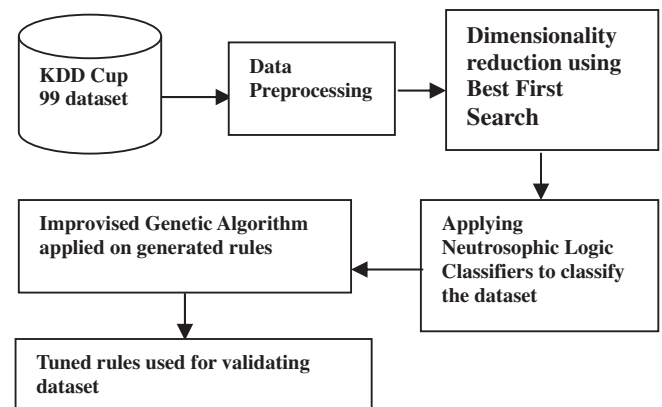 KDD Cup
99 dataset
Data
Preprocessing
Dimensionality
reduction using
Best First
Search
Applying
Neutrosophic Logic
Classifiers to classify
the dataset
Improvised Genetic Algorithm
applied on generated rules
Tuned rules used for validating
dataset